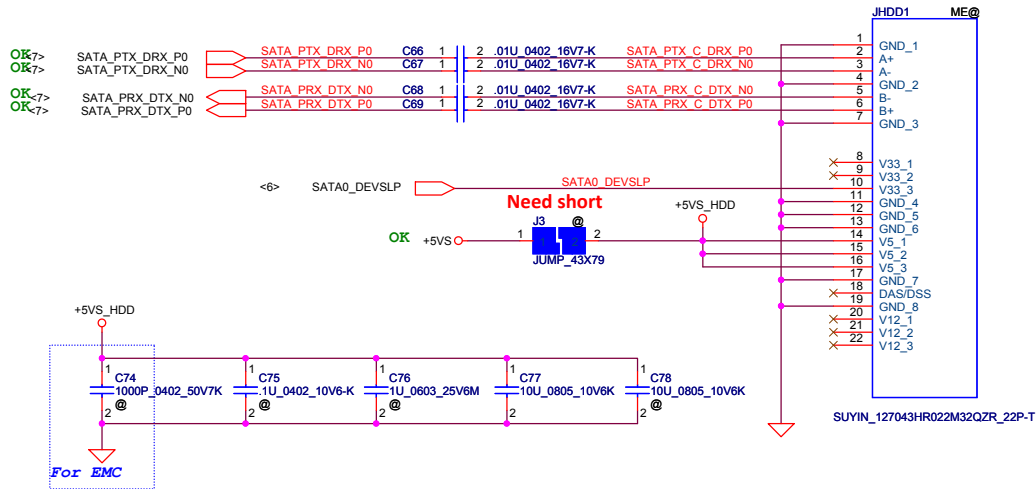 JHDD1 ME@
OK<7> SATA_PTX_DRX_P0 SATA_PTX_DRX_P0 C66 1 2 .01U_0402_16V7-K SATA_PTX_C_DRX_P0
OK<7> SATA_PTX_DRX_N0 SATA_PTX_DRX_N0 C67 1 2 .01U_0402_16V7-K SATA_PTX_C_DRX_N0
OK<7> SATA_PRX_DTX_N0 SATA_PRX_DTX_N0 C68 1 2 .01U_0402_16V7-K SATA_PRX_C_DTX_N0
OK<7> SATA_PRX_DTX_P0 SATA_PRX_DTX_P0 C69 1 2 .01U_0402_16V7-K SATA_PRX_C_DTX_P0
1 GND_1
2 A+
3 A-
4 GND_2
5 B-
6 B+
7 GND_3
8 V33_1
9 V33_2
<6> SATA0_DEVSLP SATA0_DEVSLP 10 V33_3
11 GND_4
12 GND_5
13 GND_6
14 V5_1
15 V5_2
16 V5_3
17 GND_7
18 DAS/DSS
19 GND_8
20 V12_1
21 V12_2
22 V12_3
SUYIN_127043HR022M32QZR_22P-T
Need short
+5VS_HDD
J3 @
OK +5VS 1 1 2 2
JUMP_43X79
+5VS_HDD
1 1 1 1 1
C74 C75 C76 C77 C78
1000P_0402_50V7K .1U_0402_10V6-K 1U_0603_25V6M 10U_0805_10V6K 10U_0805_10V6K
@ @ @
2 2 2 2 2
For EMC